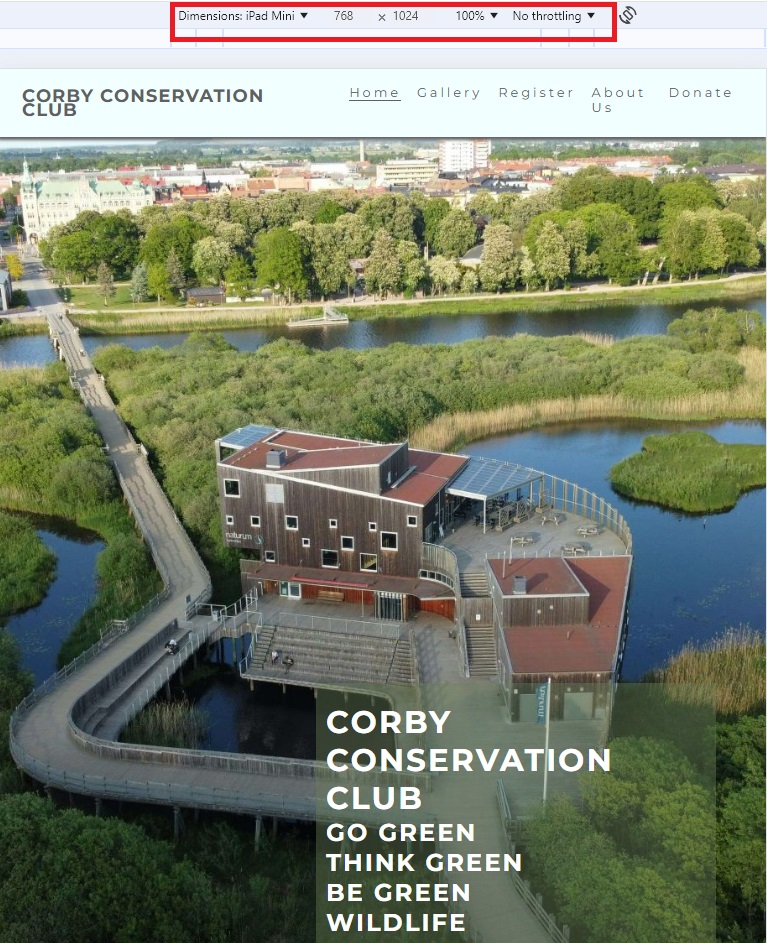 Dimensions: iPad Mini ▼ 768 × 1024 100% ▼ No throttling ▼
CORBY CONSERVATION
CLUB
Home Gallery Register About Us Donate
naturum
CORBY
CONSERVATION
CLUB
GO GREEN
THINK GREEN
BE GREEN
WILDLIFE